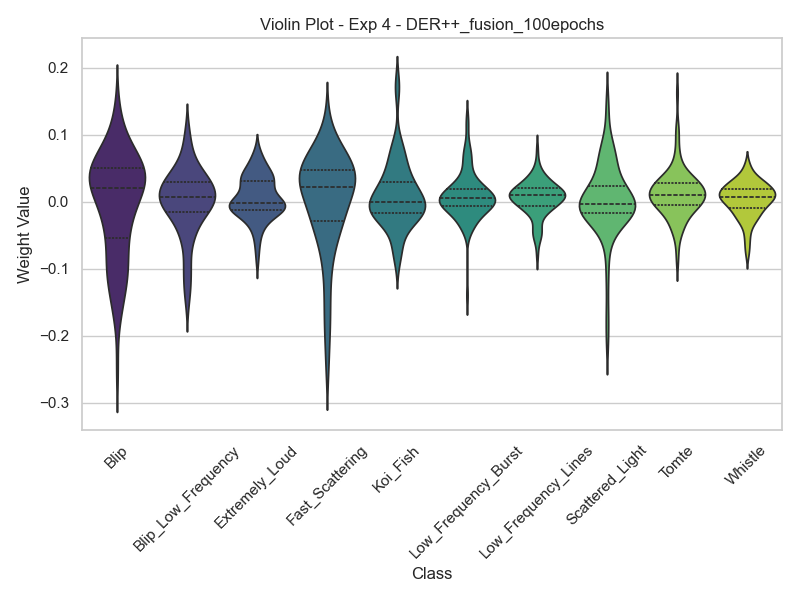 Violin Plot - Exp 4 - DER++_fusion_100epochs
Weight Value
0.2
0.1
0.0
−0.1
−0.2
−0.3
Blip
Blip_Low_Frequency
Extremely_Loud
Fast_Scattering
Koi_Fish
Low_Frequency_Burst
Low_Frequency_Lines
Scattered_Light
Tomte
Whistle
Class